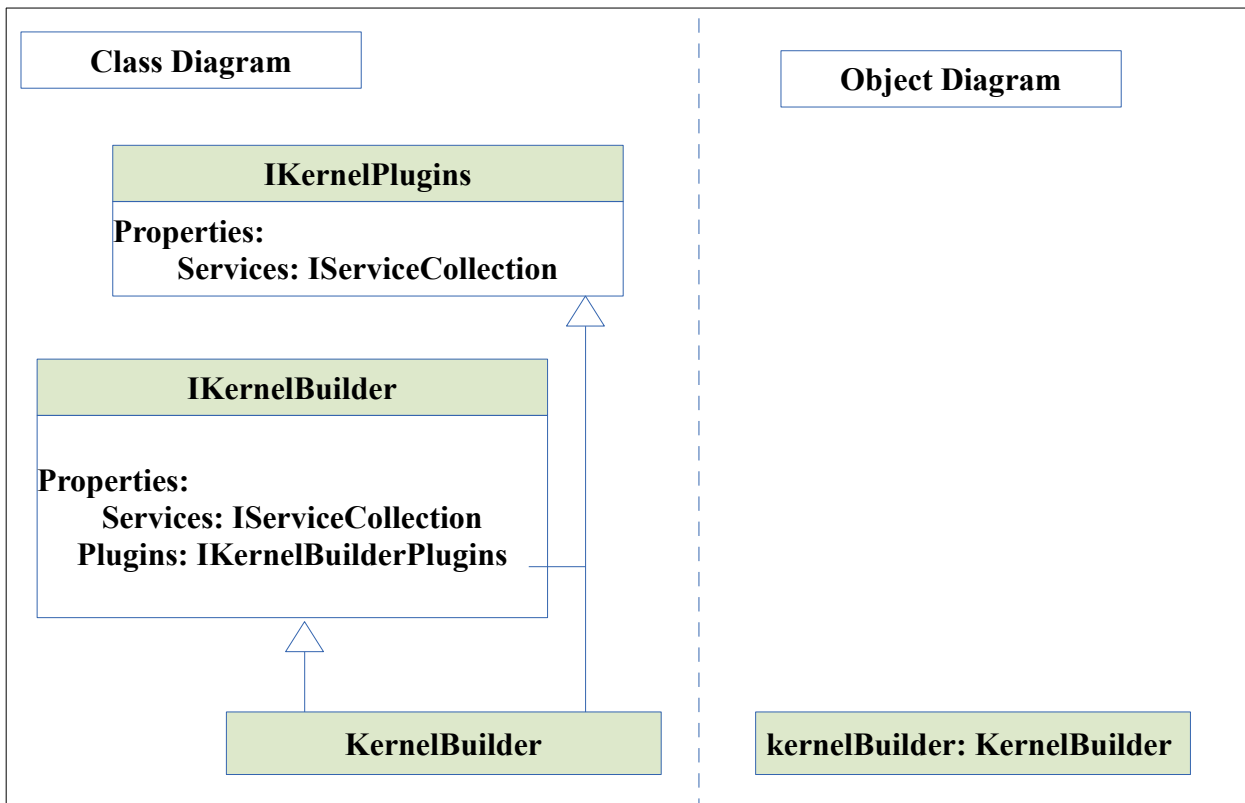 Class Diagram
Object Diagram
IKernelPlugins
Properties:
Services: IServiceCollection
IKernelBuilder
Properties:
Services: IServiceCollection
Plugins: IKernelBuilderPlugins
KernelBuilder
kernelBuilder: KernelBuilder